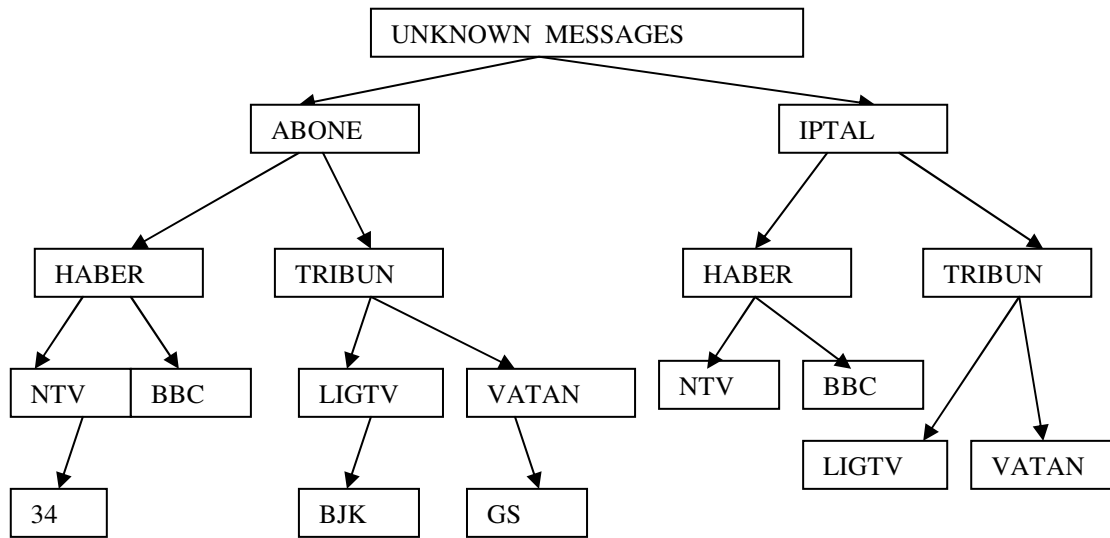 UNKNOWN MESSAGES
ABONE
IPTAL
HABER
TRIBUN
HABER
TRIBUN
NTV
BBC
LIGTV
VATAN
NTV
BBC
LIGTV
VATAN
34
BJK
GS